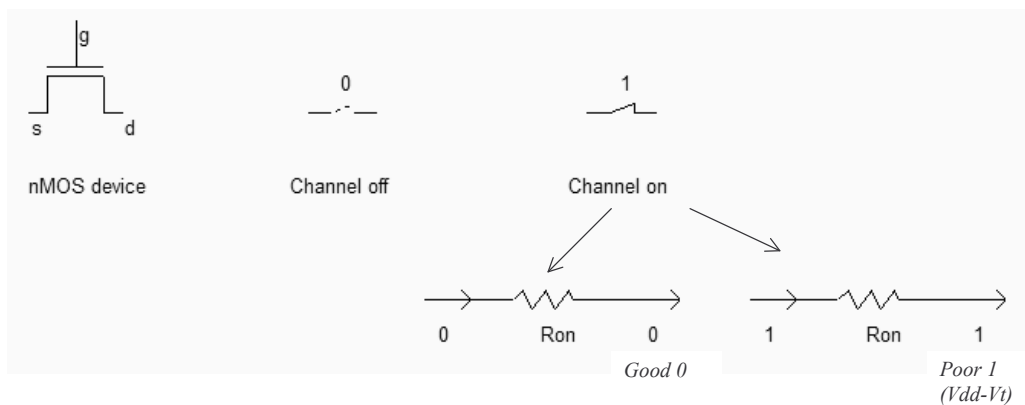 g
0
1
s d
nMOS device
Channel off
Channel on
0 Ron 0
1 Ron 1
Good 0
Poor 1
(Vdd-Vt)